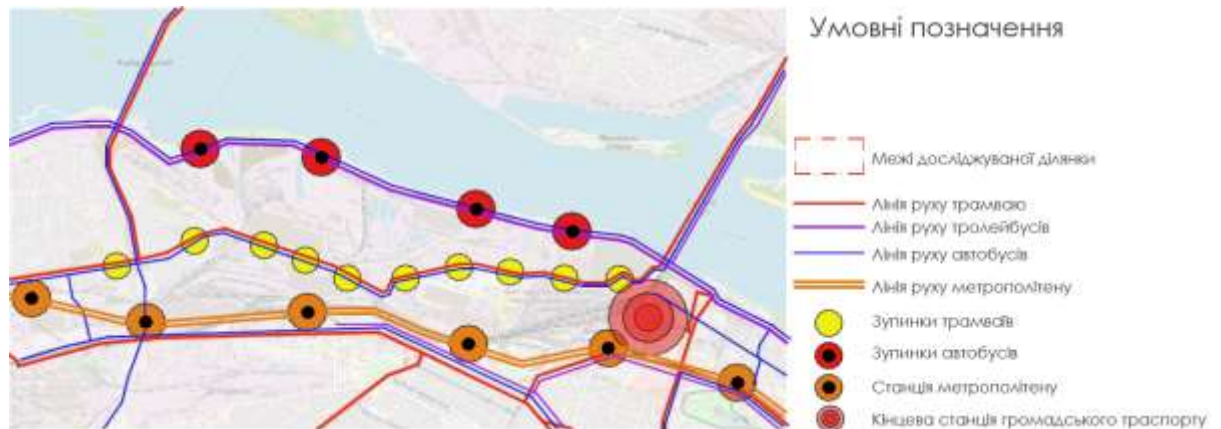 Умовні позначення
Межі досліджуваної ділянки
Лінія руху трамваю
Лінія руху тролейбусів
Лінія руху автобусів
Лінія руху метрополітену
Зупинки трамваїв
Зупинки автобусів
Станція метрополітену
Кінцева станція громадського траспорту